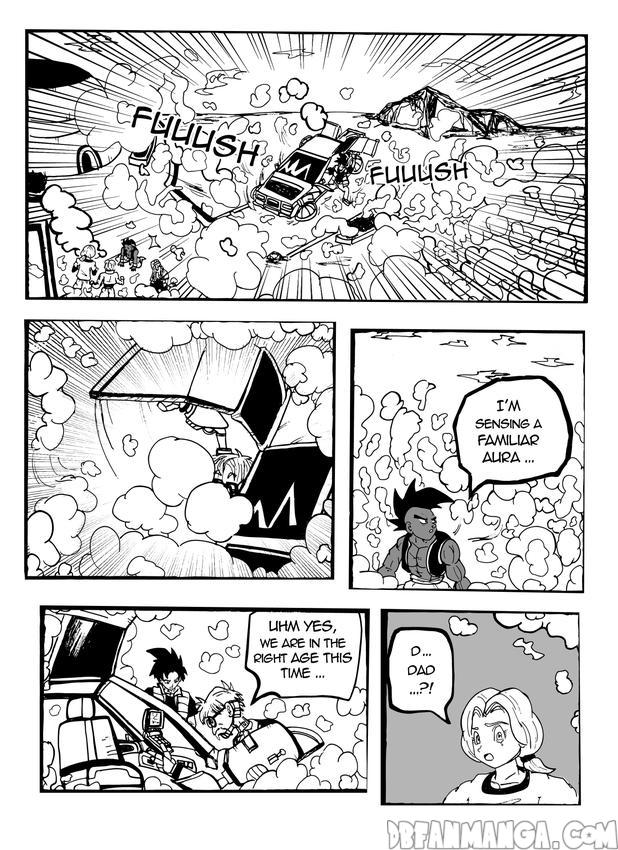 FUUUSH
FUUUSH
I'M
SENSING A
FAMILIAR
AURA ...
UHM YES,
WE ARE IN THE
RIGHT AGE THIS
TIME ...
D...
DAD
...?!
DBFANMANGA.COM